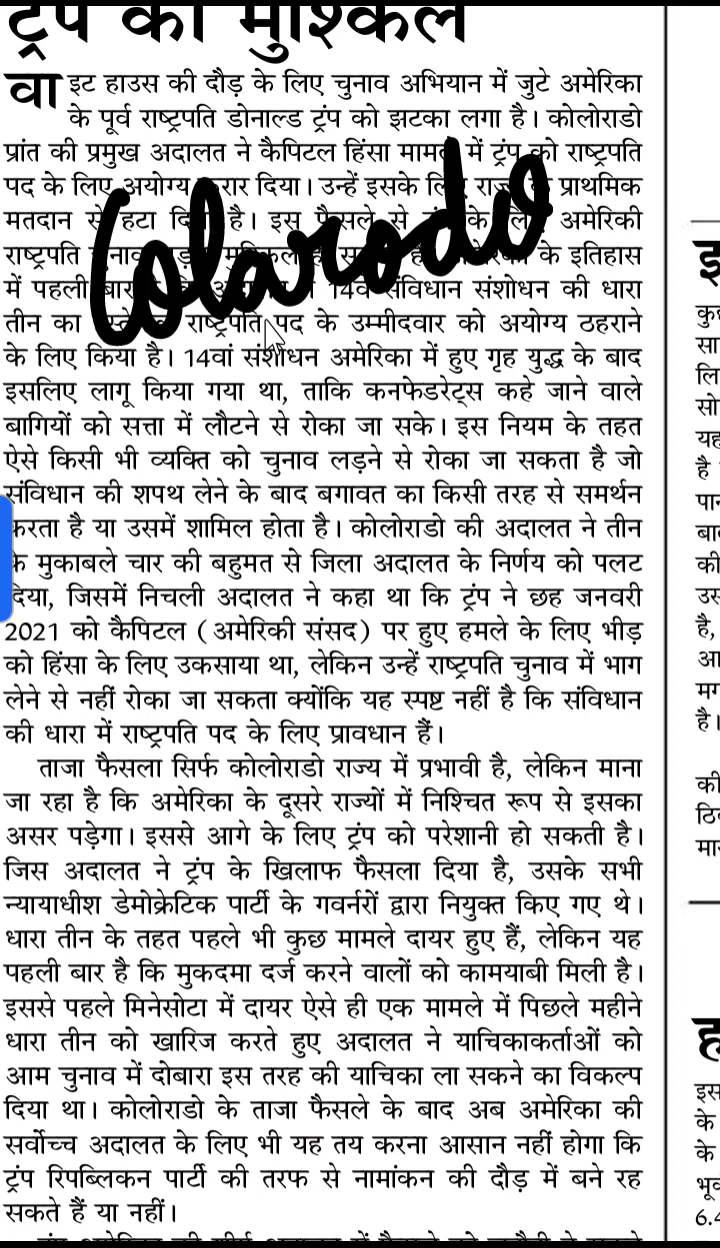 ट्रंप की मुश्किल
वाइट हाउस की दौड़ के लिए चुनाव अभियान में जुटे अमेरिका
के पूर्व राष्ट्रपति डोनाल्ड ट्रंप को झटका लगा है। कोलोराडो
प्रांत की प्रमुख अदालत ने कैपिटल हिंसा में ट्रंप को राष्ट्रपति
पद के लिए अयोग्य दिया। उन्हें इसके प्राथमिक
मतदान से हटा है। इस फैसले से के अमेरिकी
राष्ट्रपति के इतिहास
Colarodo
में पहली बार 14वें संविधान संशोधन की धारा
तीन का राष्ट्रपति पद के उम्मीदवार को अयोग्य ठहराने
के लिए किया है। 14वां संशोधन अमेरिका में हुए गृह युद्ध के बाद
इसलिए लागू किया गया था, ताकि कनफेडरेट्स कहे जाने वाले
बागियों को सत्ता में लौटने से रोका जा सके। इस नियम के तहत
ऐसे किसी भी व्यक्ति को चुनाव लड़ने से रोका जा सकता है जो
संविधान की शपथ लेने के बाद बगावत का किसी तरह से समर्थन
करता है या उसमें शामिल होता है। कोलोराडो की अदालत ने तीन
के मुकाबले चार की बहुमत से जिला अदालत के निर्णय को पलट
दिया, जिसमें निचली अदालत ने कहा था कि ट्रंप ने छह जनवरी
2021 को कैपिटल (अमेरिकी संसद) पर हुए हमले के लिए भीड़
को हिंसा के लिए उकसाया था, लेकिन उन्हें राष्ट्रपति चुनाव में भाग
लेने से नहीं रोका जा सकता क्योंकि यह स्पष्ट नहीं है कि संविधान
की धारा में राष्ट्रपति पद के लिए प्रावधान हैं।
ताजा फैसला सिर्फ कोलोराडो राज्य में प्रभावी है, लेकिन माना
जा रहा है कि अमेरिका के दूसरे राज्यों में निश्चित रूप से इसका
असर पड़ेगा। इससे आगे के लिए ट्रंप को परेशानी हो सकती है।
जिस अदालत ने ट्रंप के खिलाफ फैसला दिया है, उसके सभी
न्यायाधीश डेमोक्रेटिक पार्टी के गवर्नरों द्वारा नियुक्त किए गए थे।
धारा तीन के तहत पहले भी कुछ मामले दायर हुए हैं, लेकिन यह
पहली बार है कि मुकदमा दर्ज करने वालों को कामयाबी मिली है।
इससे पहले मिनेसोटा में दायर ऐसे ही एक मामले में पिछले महीने
धारा तीन को खारिज करते हुए अदालत ने याचिकाकर्ताओं को
आम चुनाव में दोबारा इस तरह की याचिका ला सकने का विकल्प
दिया था। कोलोराडो के ताजा फैसले के बाद अब अमेरिका की
सर्वोच्च अदालत के लिए भी यह तय करना आसान नहीं होगा कि
ट्रंप रिपब्लिकन पार्टी की तरफ से नामांकन की दौड़ में बने रह
सकते हैं या नहीं।